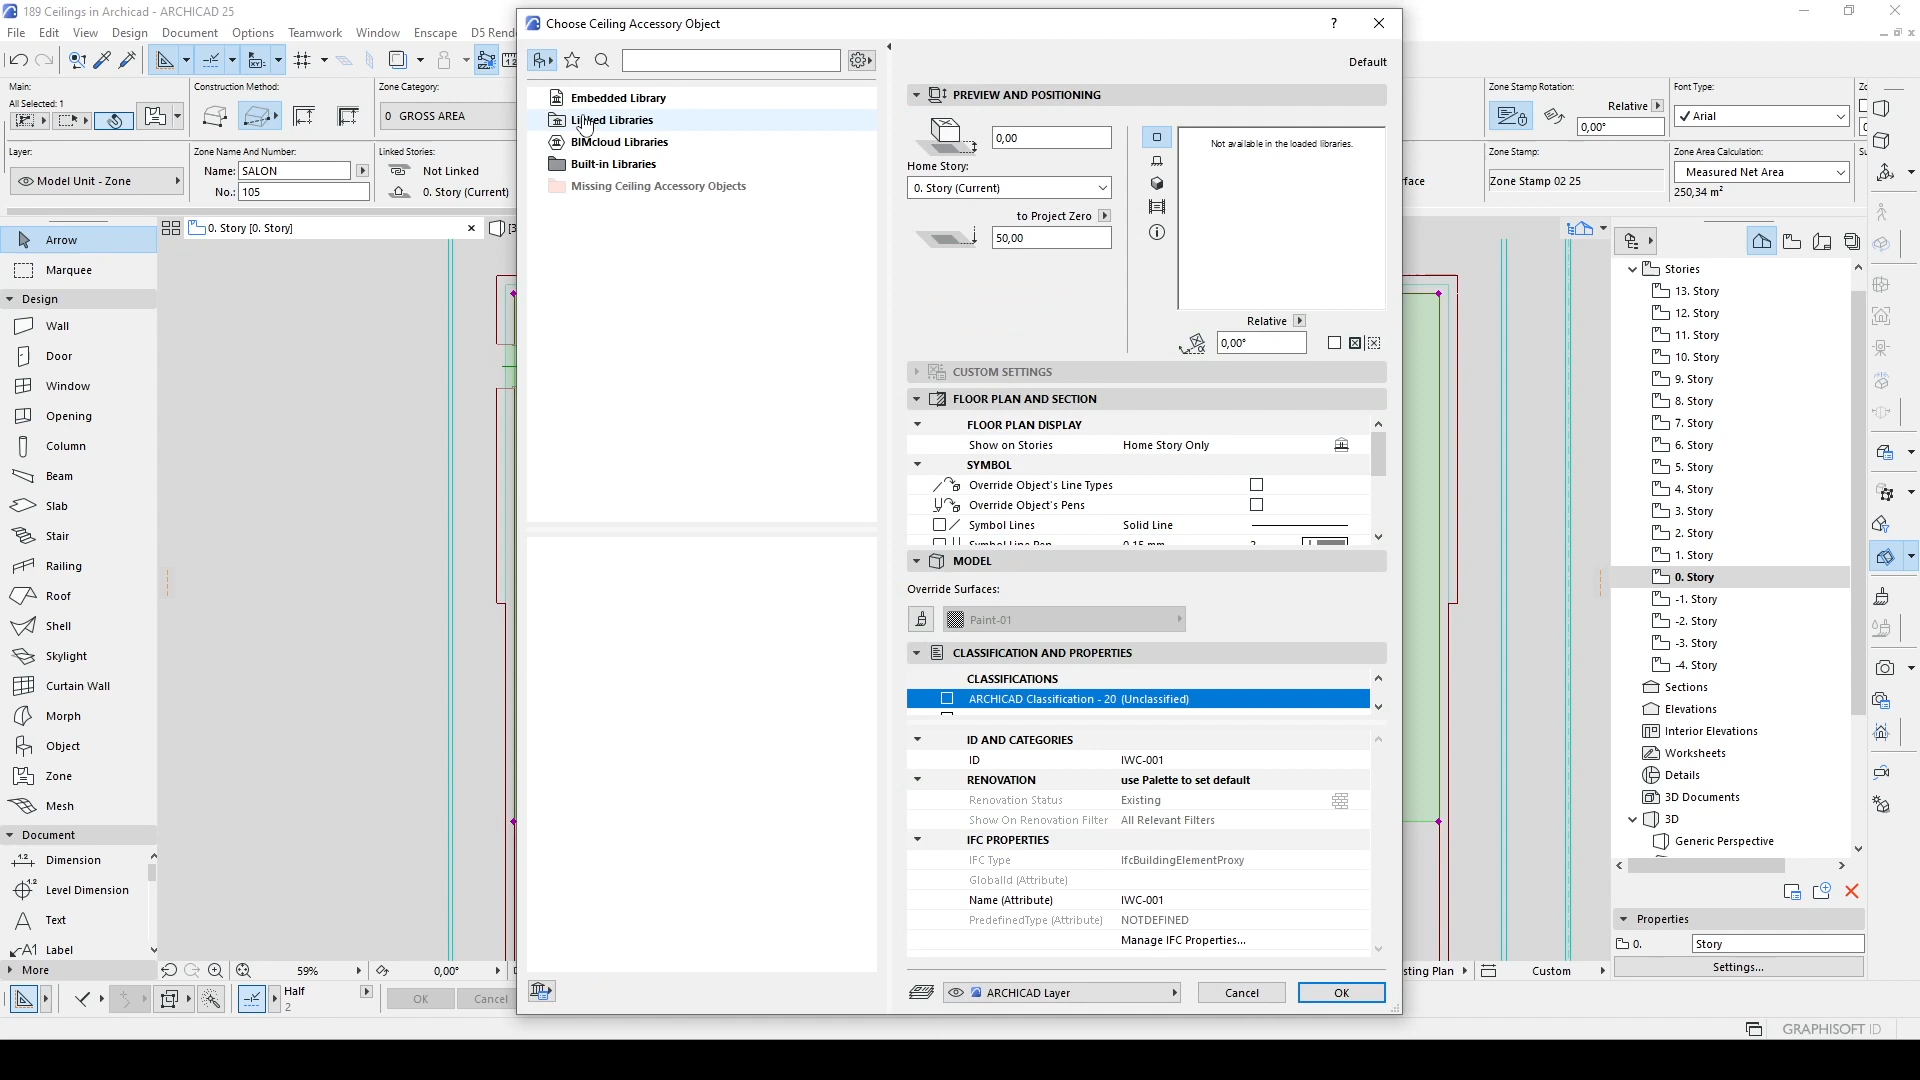 189 Ceilings in Archicad - ARCHICAD 25
File Edit View Design Document Options Teamwork Window Enscape D5 Rend
Main:
All Selected: 1
Construction Method:
Zone Category:
0 GROSS AREA
Layer:
Model Unit - Zone
Zone Name And Number:
Name: SALON
No.: 105
Linked Stories:
Not Linked
0. Story (Current)
0. Story [0. Story]
Arrow
Marquee
Design
Wall
Door
Window
Opening
Column
Beam
Slab
Stair
Railing
Roof
Shell
Skylight
Curtain Wall
Morph
Object
Zone
Mesh
Document
Dimension
Level Dimension
Text
Label
More
59%
0,00°
Half
2
OK
Cancel
Choose Ceiling Accessory Object
?
Default
Embedded Library
Linked Libraries
BIMcloud Libraries
Built-in Libraries
Missing Ceiling Accessory Objects
PREVIEW AND POSITIONING
0,00
Home Story:
0. Story (Current)
to Project Zero
50,00
Not available in the loaded libraries.
Relative
0,00°
CUSTOM SETTINGS
FLOOR PLAN AND SECTION
FLOOR PLAN DISPLAY
Show on Stories Home Story Only
SYMBOL
Override Object's Line Types
Override Object's Pens
Symbol Lines Solid Line
Symbol Line Pen 0.15 mm 2
MODEL
Override Surfaces:
Paint-01
CLASSIFICATION AND PROPERTIES
CLASSIFICATIONS
ARCHICAD Classification - 20 (Unclassified)
ID AND CATEGORIES
ID IWC-001
RENOVATION use Palette to set default
Renovation Status Existing
Show On Renovation Filter All Relevant Filters
IFC PROPERTIES
IFC Type IfcBuildingElementProxy
GlobalId (Attribute)
Name (Attribute) IWC-001
PredefinedType (Attribute) NOTDEFINED
Manage IFC Properties...
ARCHICAD Layer
Cancel
OK
Zone Stamp Rotation:
Relative
0,00°
Font Type:
Arial
Zone Stamp:
Zone Stamp 02 25
Zone Area Calculation:
Measured Net Area
250,34 m²
Stories
13. Story
12. Story
11. Story
10. Story
9. Story
8. Story
7. Story
6. Story
5. Story
4. Story
3. Story
2. Story
1. Story
0. Story
-1. Story
-2. Story
-3. Story
-4. Story
Sections
Elevations
Interior Elevations
Worksheets
Details
3D Documents
3D
Generic Perspective
Properties
0. Story
Settings...
sting Plan
Custom
GRAPHISOFT ID